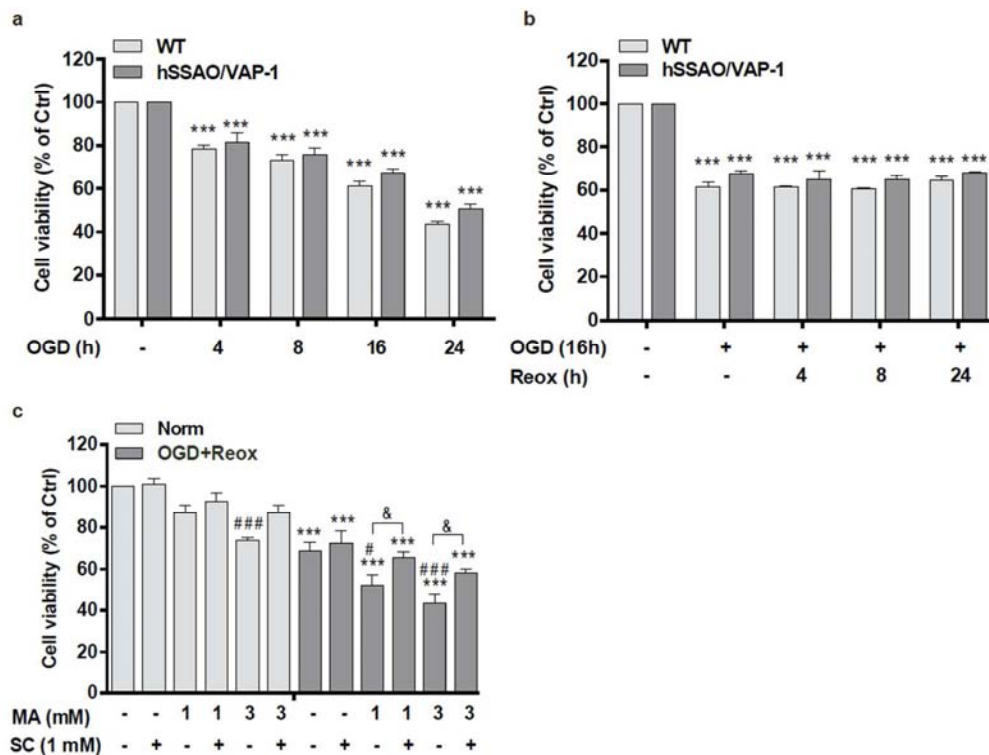 a
WT
hSSAO/VAP-1
Cell viability (% of Ctrl)
120
100
80
60
40
20
0
*** *** *** *** *** *** *** ***
OGD (h) - 4 8 16 24
b
WT
hSSAO/VAP-1
Cell viability (% of Ctrl)
120
100
80
60
40
20
0
*** *** *** *** *** *** *** ***
OGD (16h) - + + + +
Reox (h) - - 4 8 24
c
Norm
OGD+Reox
Cell viability (% of Ctrl)
120
100
80
60
40
20
0
### *** *** # *** & *** ### *** & ***
MA (mM) - - 1 1 3 3 - - 1 1 3 3
SC (1 mM) - + - + - + - + - + - +